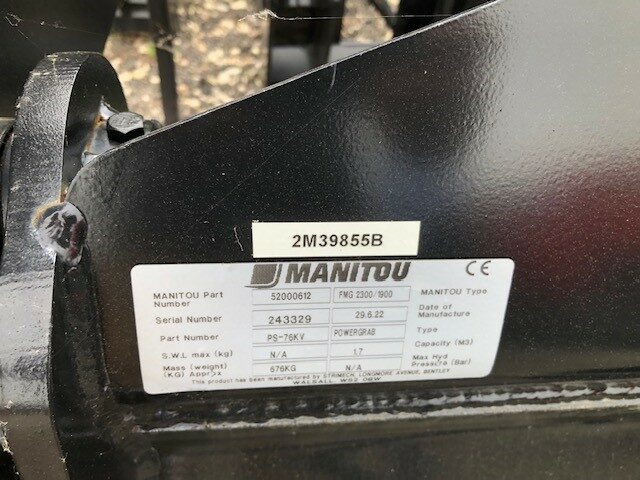 2M39855B
MANITOU CE
MANITOU Part Number 52000612 FMG 2300/1900 MANITOU Type
Serial Number 243329 29.6.22 Date of Manufacture
Part Number PS-76KV POWERGRAB Type
S.W.L max (kg) N/A 1.7 Capacity (M3)
Mass (weight) (KG) Approx 676KG N/A Max Hyd Pressure (Bar)
This product has been manufactured by STRIMECH, LONGMORE AVENUE, BENTLEY
WALSALL WS2 0BW